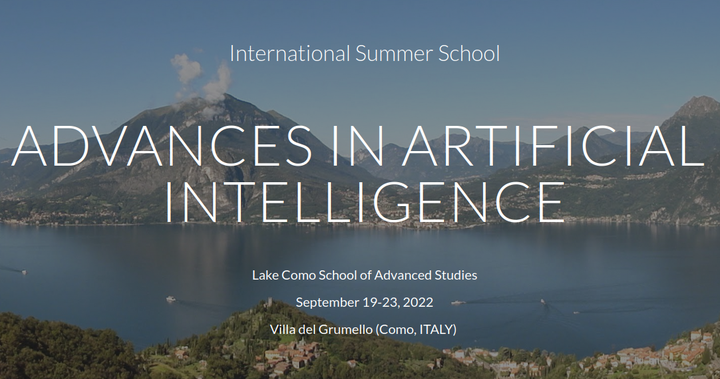 International Summer School
ADVANCES IN ARTIFICIAL
INTELLIGENCE
Lake Como School of Advanced Studies
September 19-23, 2022
Villa del Grumello (Como, ITALY)